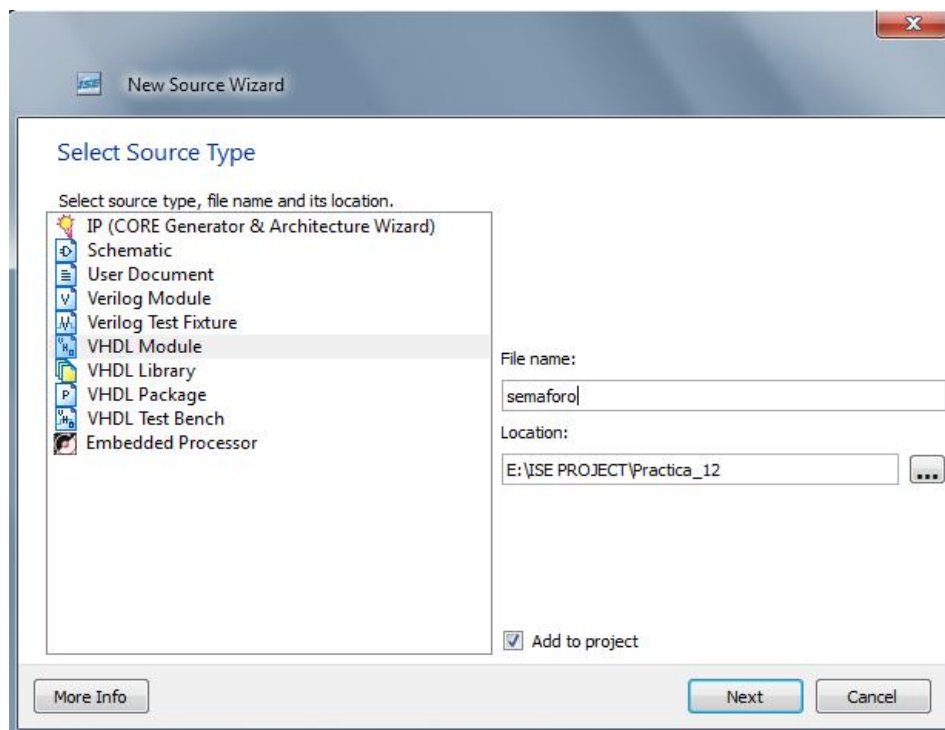 ISE
New Source Wizard
X
Select Source Type
Select source type, file name and its location.
IP (CORE Generator & Architecture Wizard)
Schematic
User Document
Verilog Module
Verilog Test Fixture
VHDL Module
VHDL Library
VHDL Package
VHDL Test Bench
Embedded Processor
File name:
semaforo
Location:
E:\ISE PROJECT\Practica_12
...
Add to project
More Info
Next
Cancel